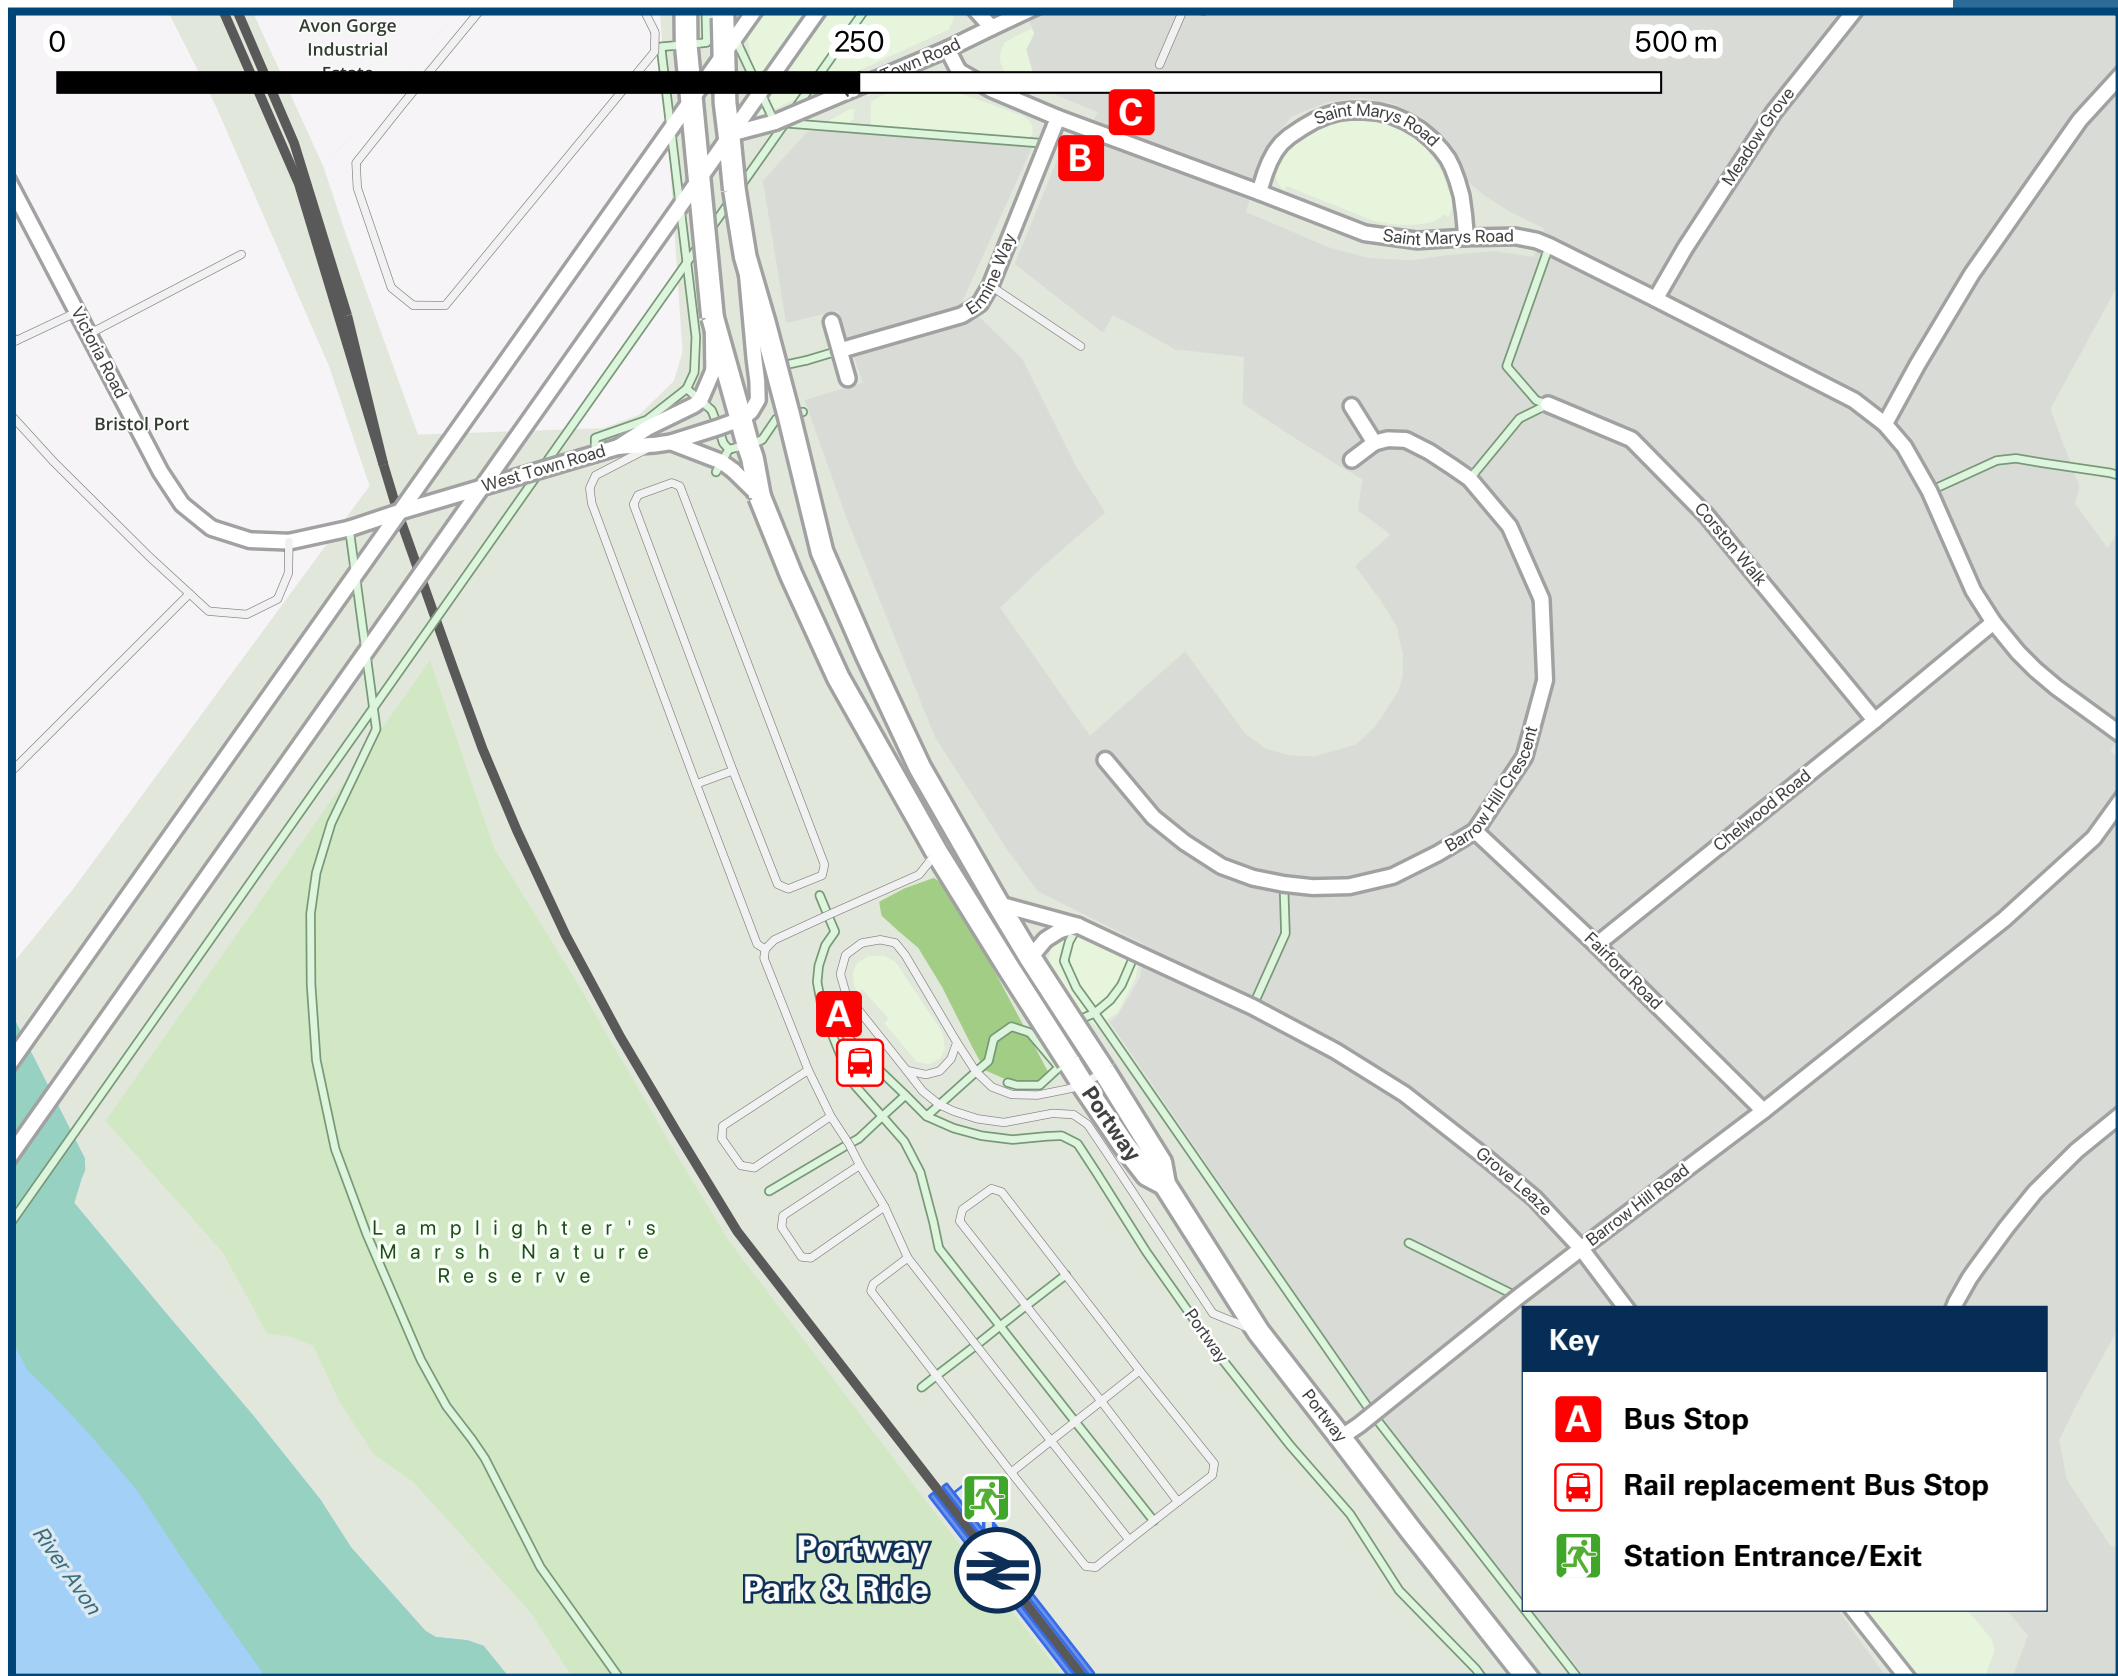 Avon Gorge
Industrial
Estate
0
250
500 m
Town Road
C
B
Saint Marys Road
Meadow Grove
Saint Marys Road
Ermine Way
Victoria Road
Bristol Port
West Town Road
Corston Walk
Barrow Hill Crescent
Chelwood Road
Fairford Road
A
Portway
Grove Leaze
Barrow Hill Road
Lamplighter's
Marsh Nature
Reserve
Portway
Portway
River Avon
Portway
Park & Ride
Key
A Bus Stop
Rail replacement Bus Stop
Station Entrance/Exit